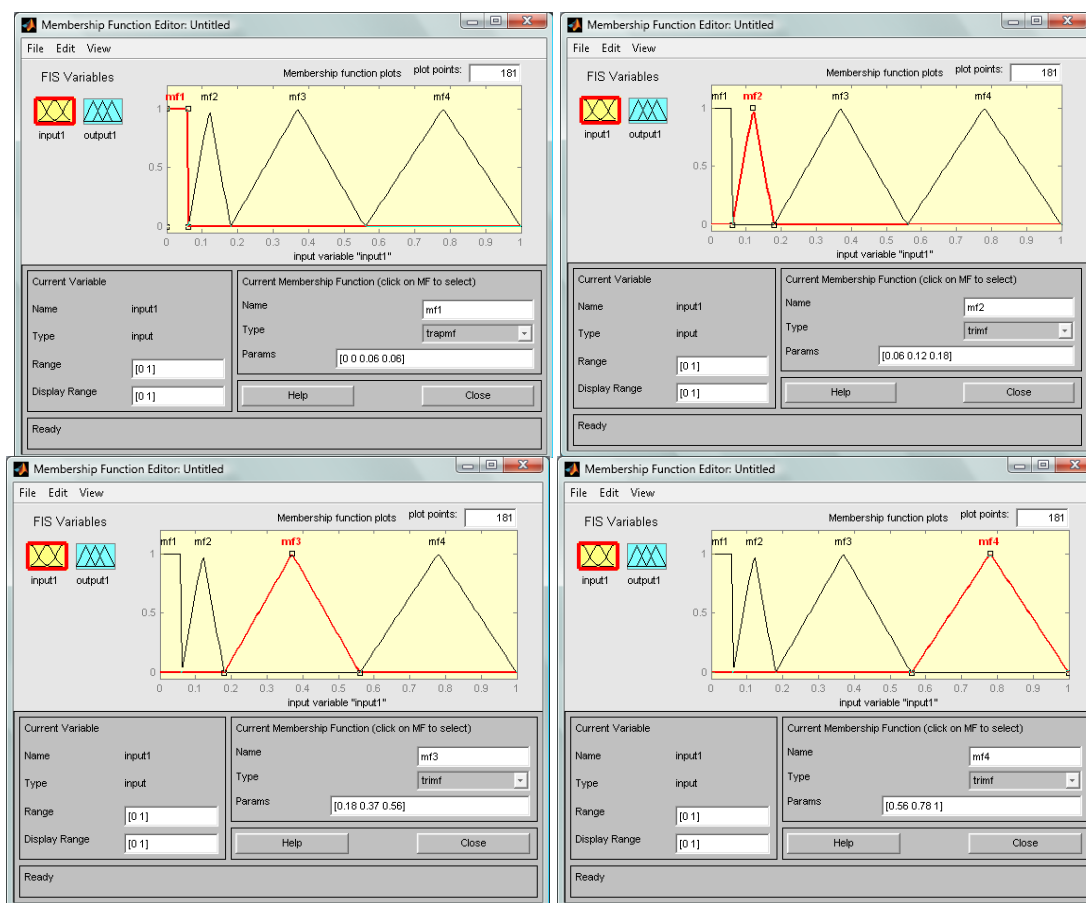 Membership Function Editor: Untitled
File Edit View
FIS Variables
Membership function plots plot points: 181
mf1 mf2 mf3 mf4
input1 output1
1
0.5
0
0 0.1 0.2 0.3 0.4 0.5 0.6 0.7 0.8 0.9 1
input variable "input1"
Current Variable
Name input1
Type input
Range [0 1]
Display Range [0 1]
Current Membership Function (click on MF to select)
Name mf1
Type trapmf
Params [0 0 0.06 0.06]
Help Close
Ready
Membership Function Editor: Untitled
File Edit View
FIS Variables
Membership function plots plot points: 181
mf1 mf2 mf3 mf4
input1 output1
1
0.5
0
0 0.1 0.2 0.3 0.4 0.5 0.6 0.7 0.8 0.9 1
input variable "input1"
Current Variable
Name input1
Type input
Range [0 1]
Display Range [0 1]
Current Membership Function (click on MF to select)
Name mf2
Type trimf
Params [0.06 0.12 0.18]
Help Close
Ready
Membership Function Editor: Untitled
File Edit View
FIS Variables
Membership function plots plot points: 181
mf1 mf2 mf3 mf4
input1 output1
1
0.5
0
0 0.1 0.2 0.3 0.4 0.5 0.6 0.7 0.8 0.9 1
input variable "input1"
Current Variable
Name input1
Type input
Range [0 1]
Display Range [0 1]
Current Membership Function (click on MF to select)
Name mf3
Type trimf
Params [0.18 0.37 0.56]
Help Close
Ready
Membership Function Editor: Untitled
File Edit View
FIS Variables
Membership function plots plot points: 181
mf1 mf2 mf3 mf4
input1 output1
1
0.5
0
0 0.1 0.2 0.3 0.4 0.5 0.6 0.7 0.8 0.9 1
input variable "input1"
Current Variable
Name input1
Type input
Range [0 1]
Display Range [0 1]
Current Membership Function (click on MF to select)
Name mf4
Type trimf
Params [0.56 0.78 1]
Help Close
Ready